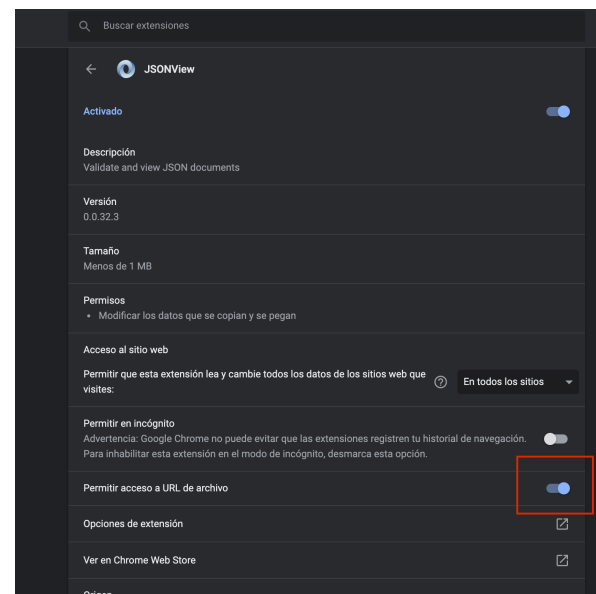 Buscar extensiones
JSONView
Activado
Descripción
Validate and view JSON documents
Versión
0.0.32.3
Tamaño
Menos de 1 MB
Permisos
• Modificar los datos que se copian y se pegan
Acceso al sitio web
Permitir que esta extensión lea y cambie todos los datos de los sitios web que
visites:
En todos los sitios
Permitir en incógnito
Advertencia: Google Chrome no puede evitar que las extensiones registren tu historial de navegación.
Para inhabilitar esta extensión en el modo de incógnito, desmarca esta opción.
Permitir acceso a URL de archivo
Opciones de extensión
Ver en Chrome Web Store